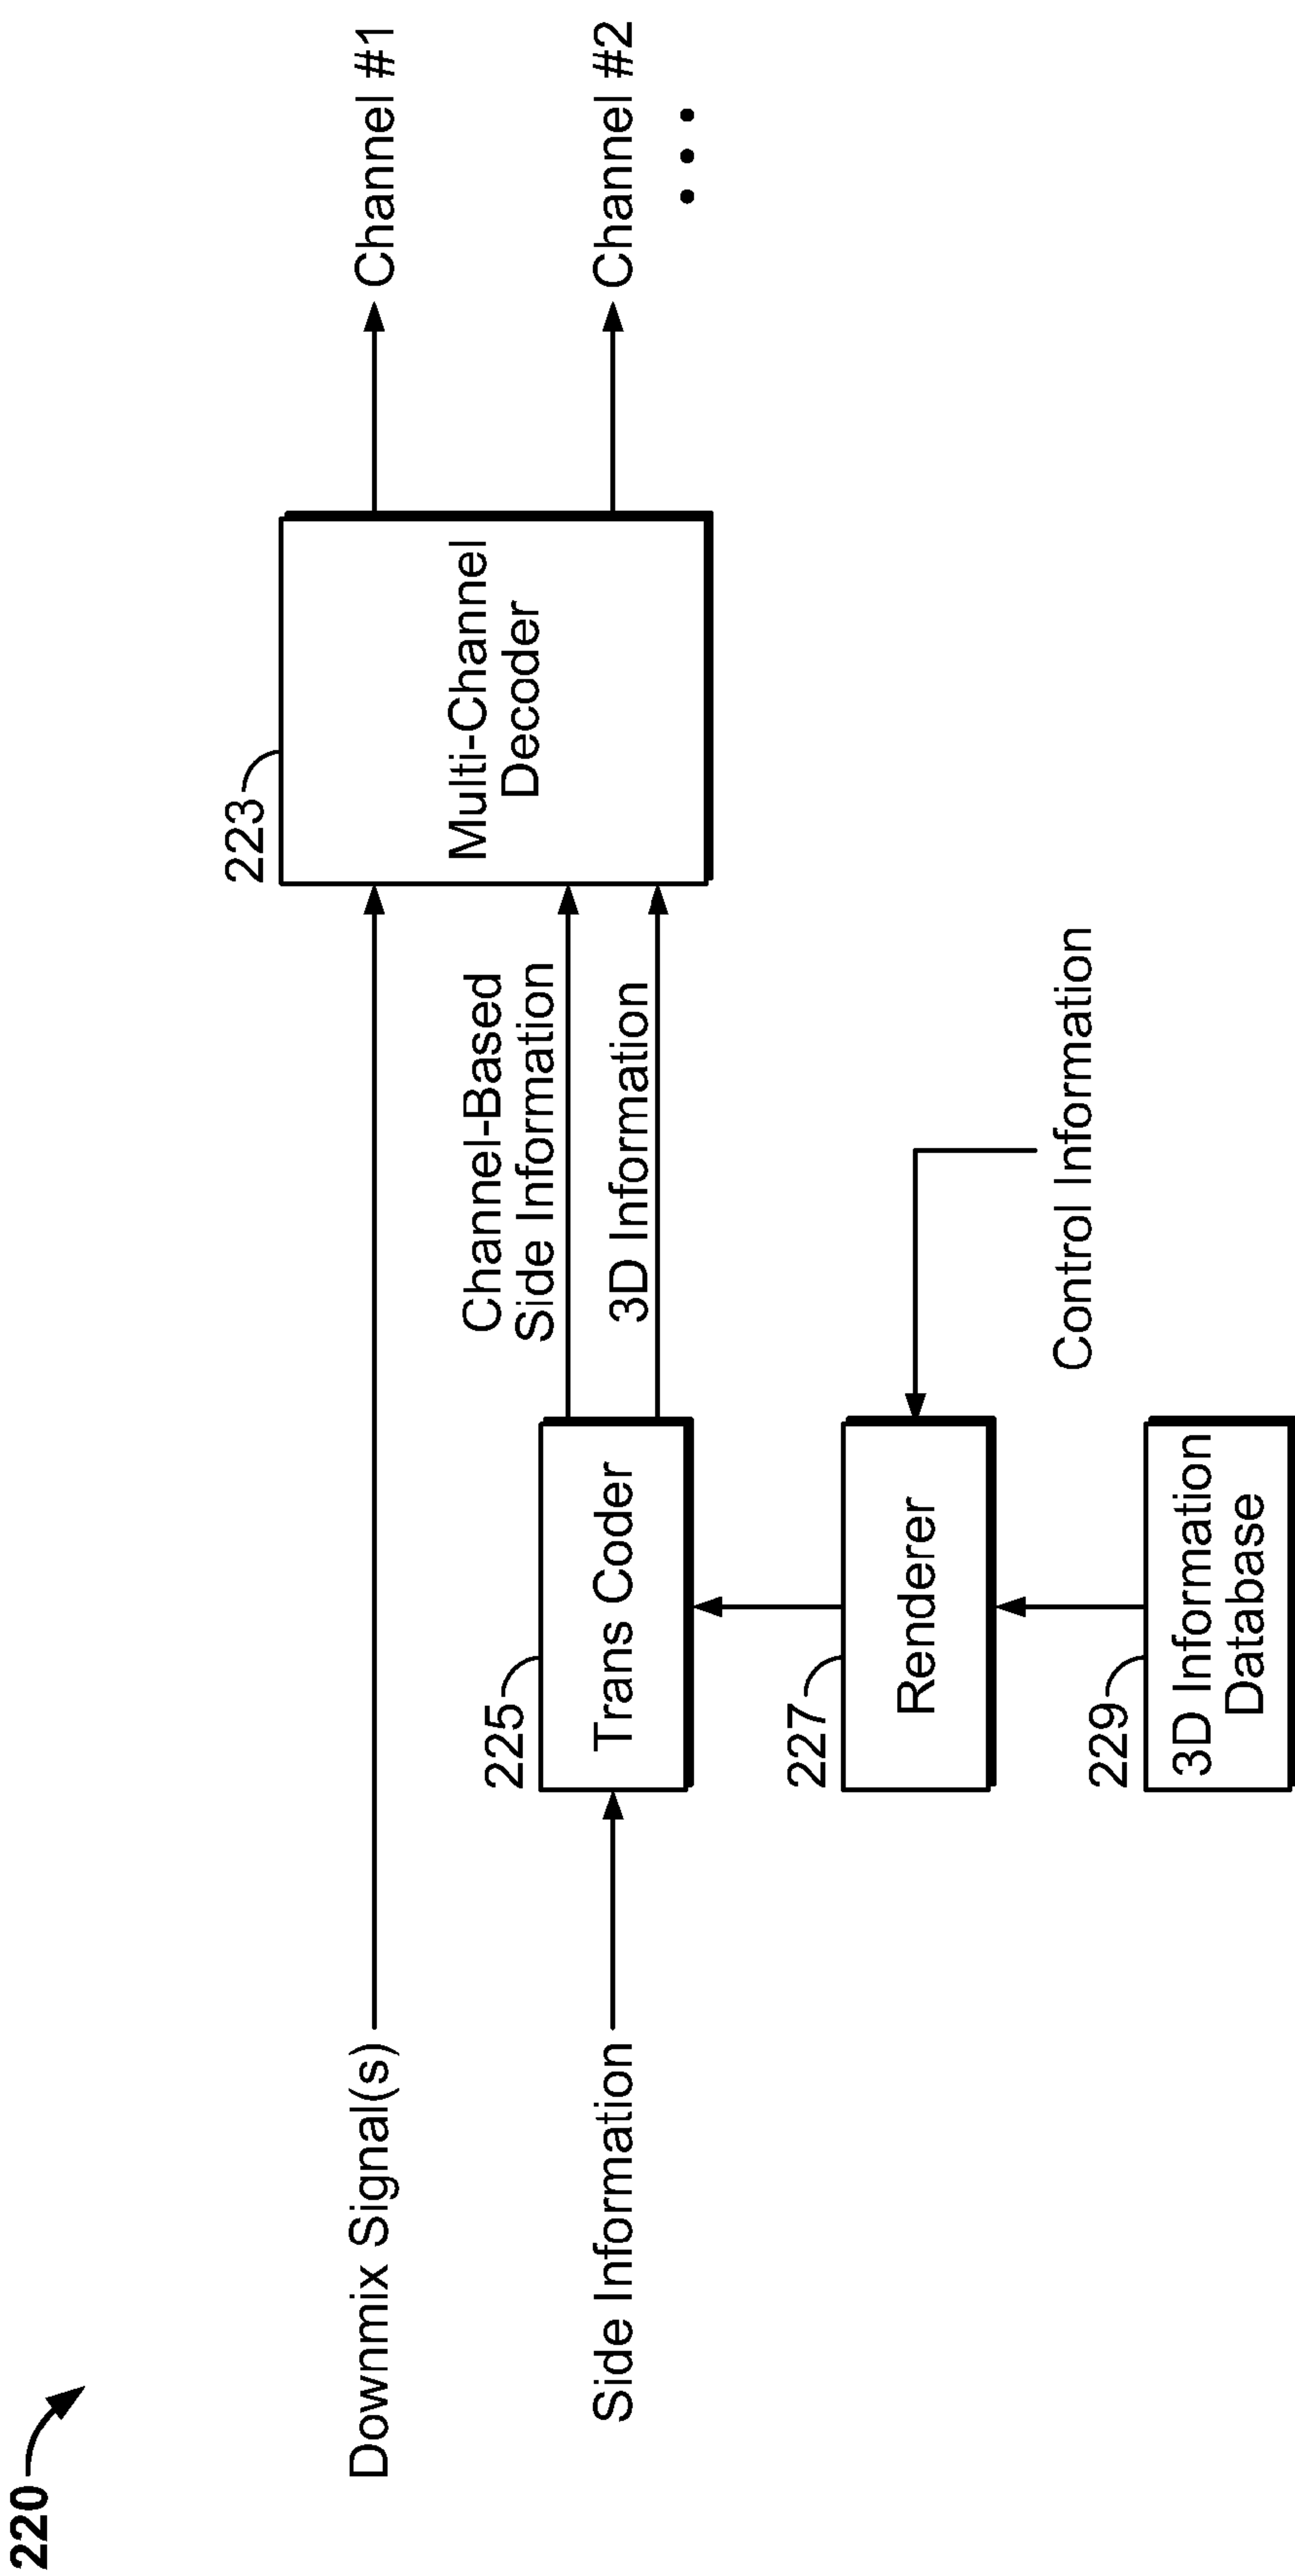 220
Downmix Signal(s)
Side Information
223
Multi-Channel
Decoder
Channel #1
Channel #2
Channel-Based
Side Information
3D Information
225
Trans Coder
227
Renderer
Control Information
229
3D Information
Database